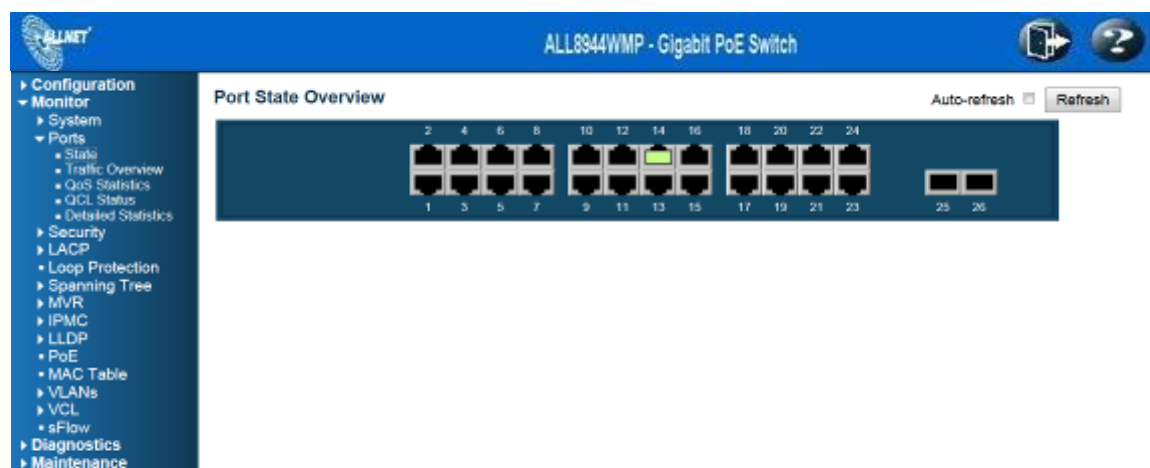 ALLNET
ALL8944WMP - Gigabit PoE Switch
Configuration
Monitor
System
Ports
State
Traffic Overview
QoS Statistics
QCL Status
Detailed Statistics
Security
LACP
Loop Protection
Spanning Tree
MVR
IPMC
LLDP
PoE
MAC Table
VLANs
VCL
sFlow
Diagnostics
Maintenance
Port State Overview
Auto-refresh Refresh
2 4 6 8 10 12 14 16 18 20 22 24
1 3 5 7 9 11 13 15 17 19 21 23 25 26